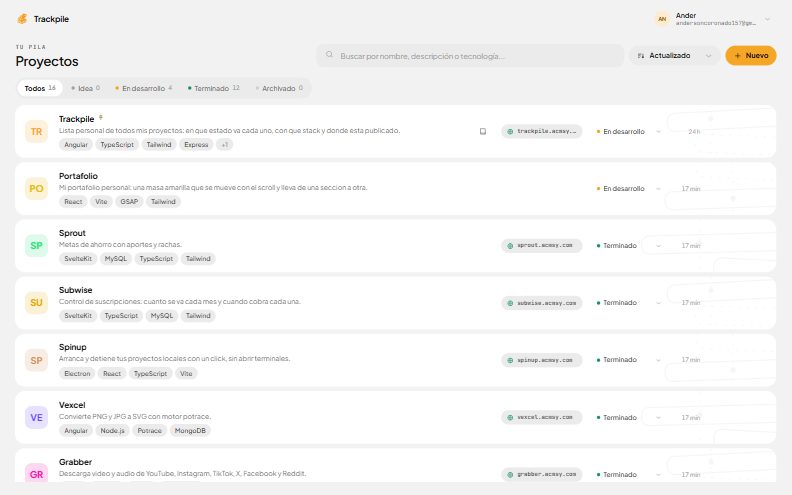 Trackpile
AN
Ander
andersoncoronado157@ge…
TU PILA
Proyectos
Buscar por nombre, descripción o tecnología...
Actualizado
+ Nuevo
Todos 16
Idea 0
En desarrollo 4
Terminado 12
Archivado 0
TR
Trackpile
Lista personal de todos mis proyectos: en que estado va cada uno, con que stack y donde esta publicado.
Angular TypeScript Tailwind Express +1
trackpile.acmsy.…
En desarrollo
24 h
PO
Portafolio
Mi portafolio personal: una masa amarilla que se mueve con el scroll y lleva de una seccion a otra.
React Vite GSAP Tailwind
En desarrollo
17 min
SP
Sprout
Metas de ahorro con aportes y rachas.
SvelteKit MySQL TypeScript Tailwind
sprout.acmsy.com
Terminado
17 min
SU
Subwise
Control de suscripciones: cuanto se va cada mes y cuando cobra cada una.
SvelteKit TypeScript MySQL Tailwind
subwise.acmsy.com
Terminado
17 min
SP
Spinup
Arranca y detiene tus proyectos locales con un click, sin abrir terminales.
Electron React TypeScript Vite
spinup.acmsy.com
Terminado
17 min
VE
Vexcel
Convierte PNG y JPG a SVG con motor potrace.
Angular Node.js Potrace MongoDB
vexcel.acmsy.com
Terminado
17 min
GR
Grabber
Descarga video y audio de YouTube, Instagram, TikTok, X, Facebook y Reddit.
grabber.acmsy.com
Terminado
17 min